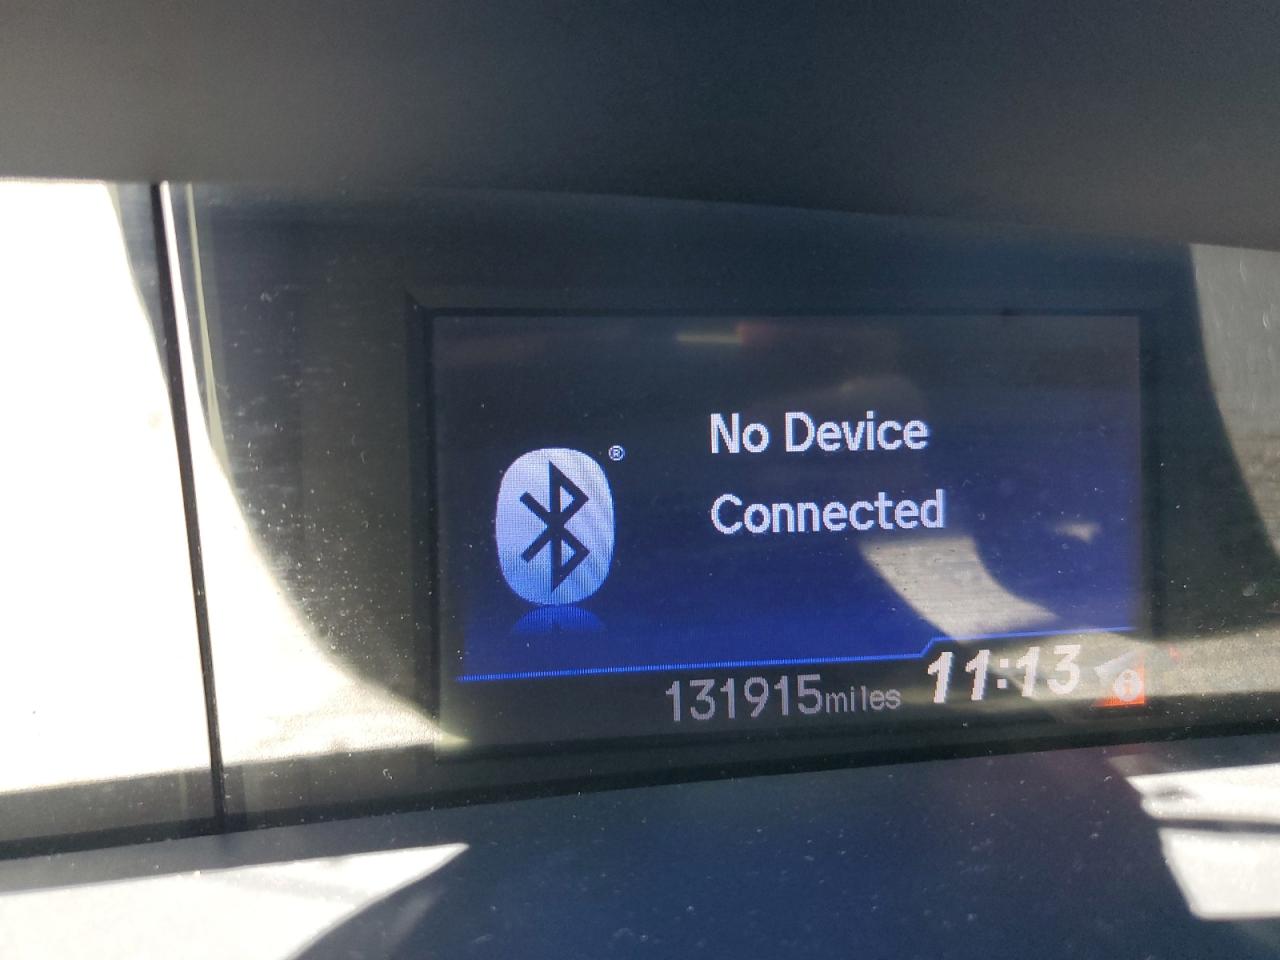 No Device
Connected
®
131915miles 11:13